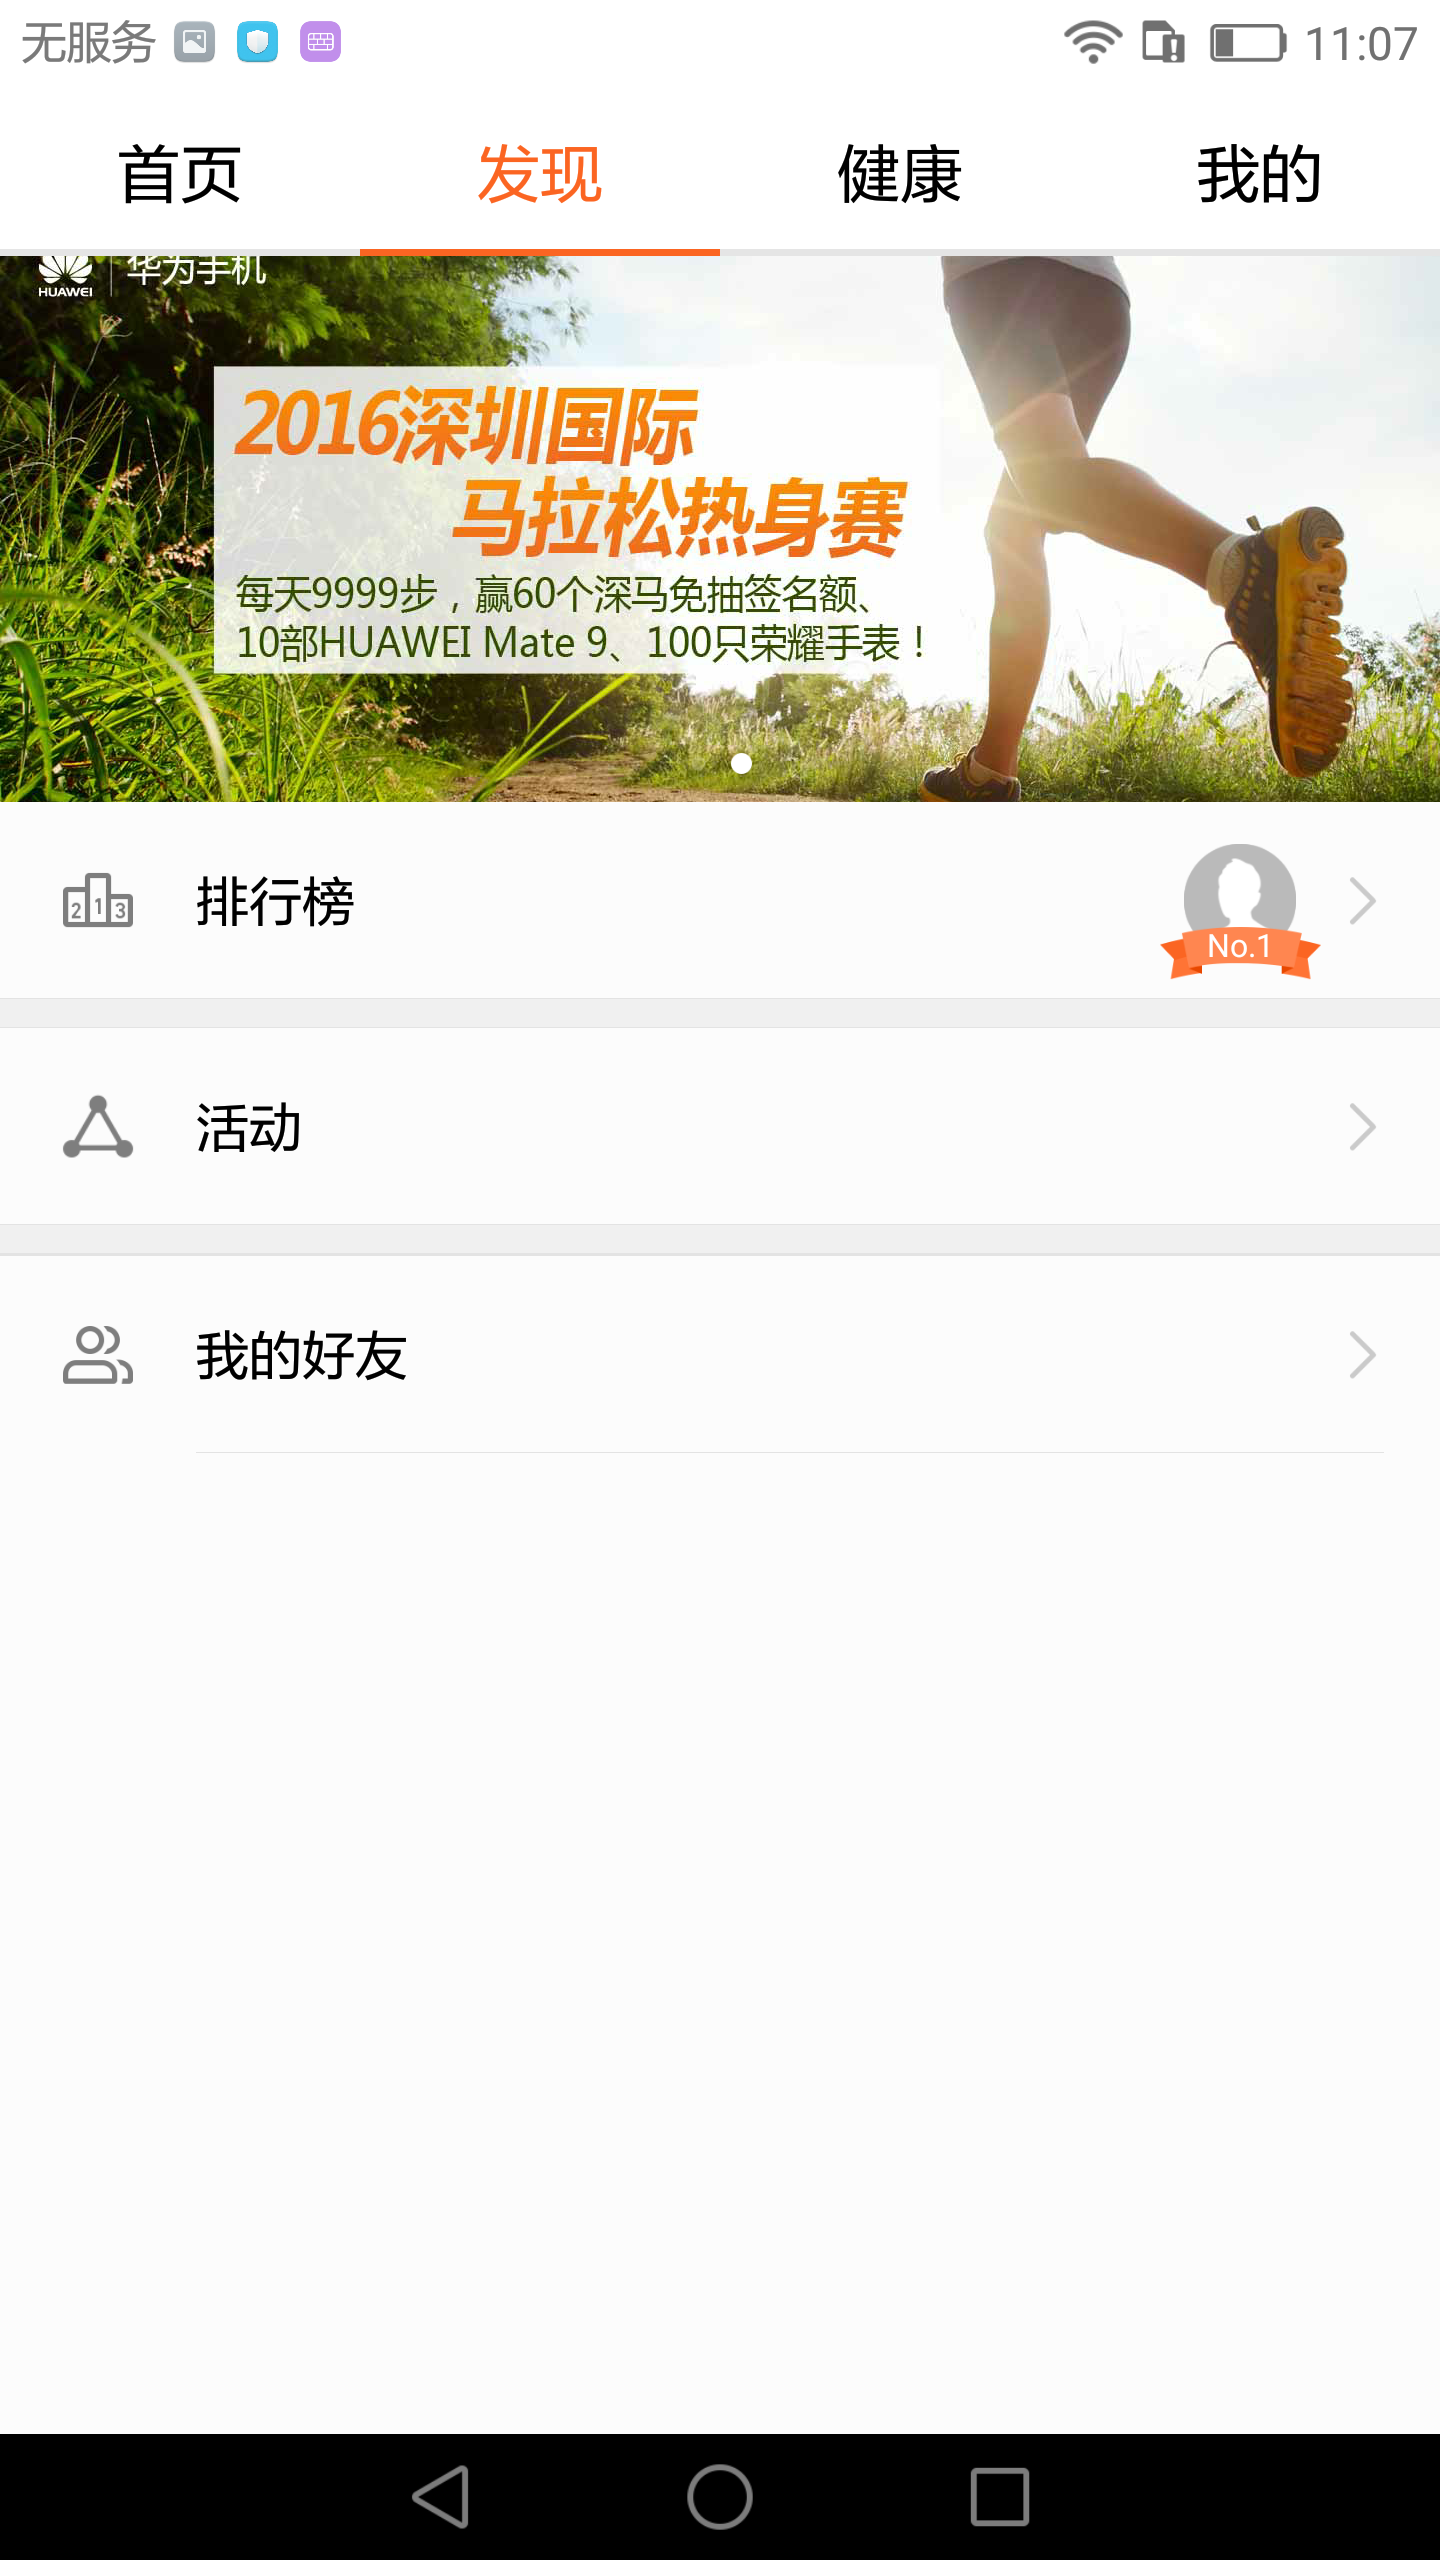 无服务
11:07
首页 发现 健康 我的
HUAWEI 华为手机
2016深圳国际
马拉松热身赛
每天9999步，赢60个深马免抽签名额、
10部HUAWEI Mate 9、100只荣耀手表！
2 1 3
排行榜
No.1
活动
我的好友